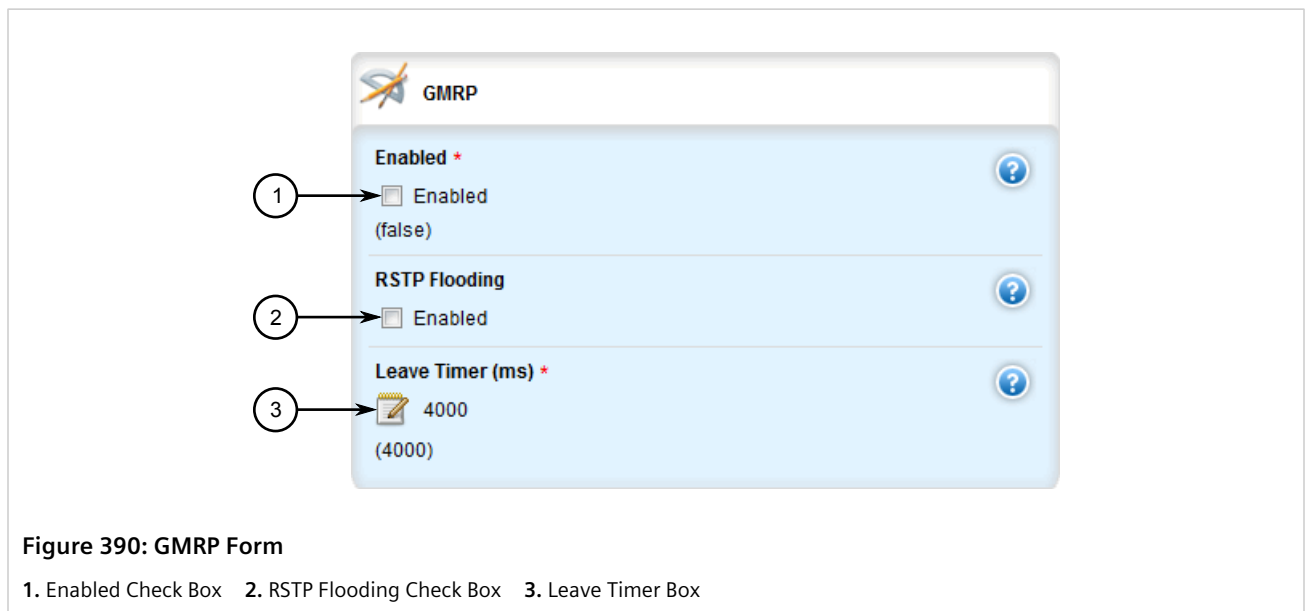 GMRP
Enabled *
?
1
Enabled
(false)
RSTP Flooding
?
2
Enabled
Leave Timer (ms) *
?
3
4000
(4000)
Figure 390: GMRP Form
1. Enabled Check Box 2. RSTP Flooding Check Box 3. Leave Timer Box